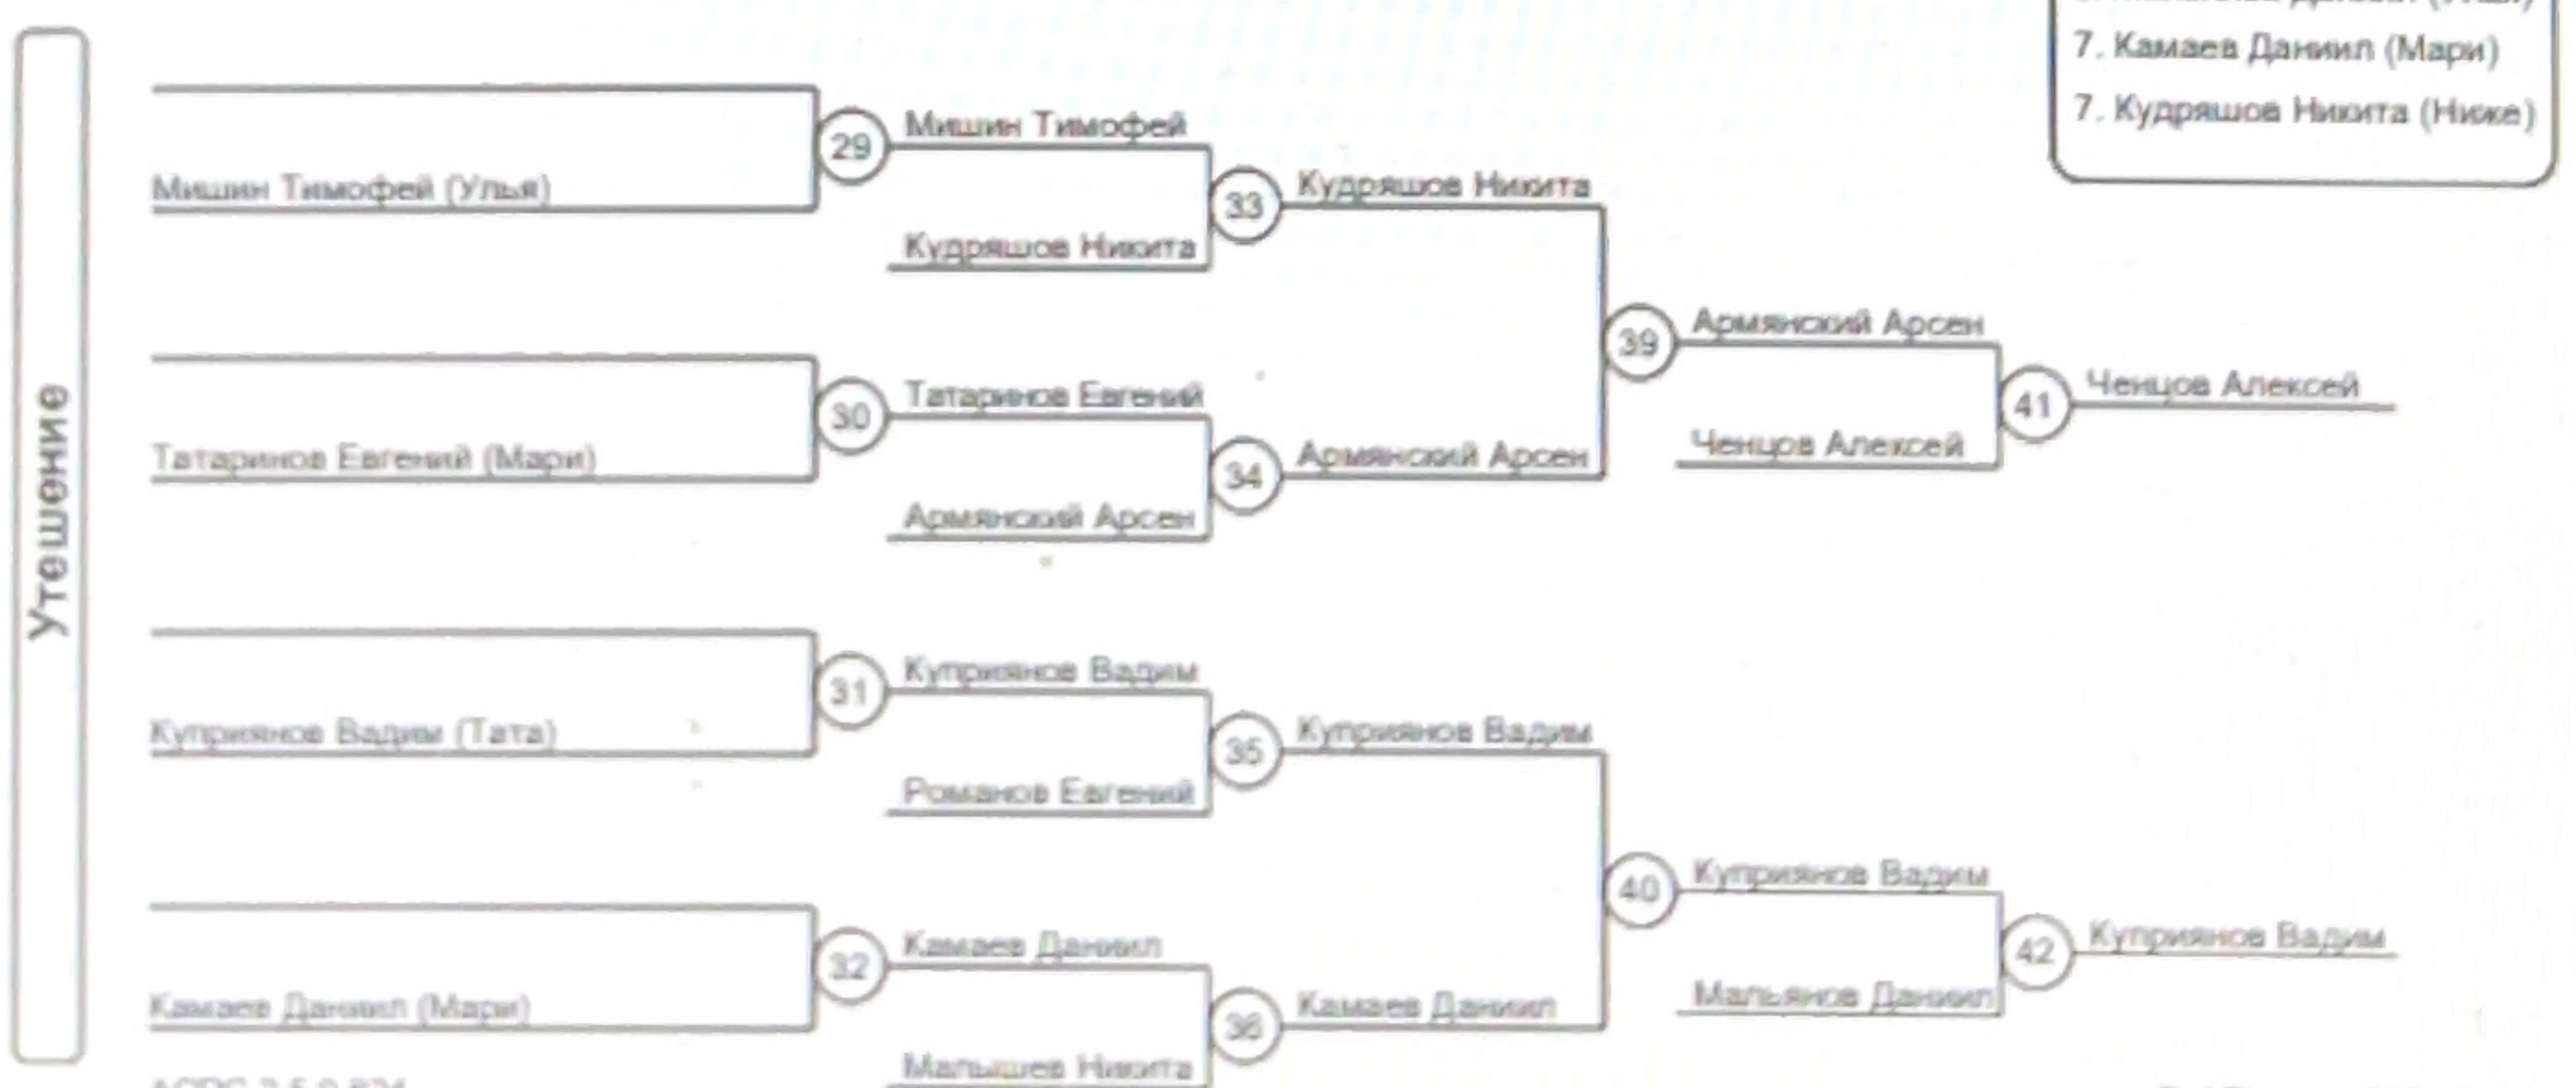 7. Камаев Даниил (Мари)
7. Кудряшов Никита (Ниже)
Утешение
Мишин Тимофей (Улья)
29
Мишин Тимофей
Кудряшов Никита
33
Кудряшов Никита
Татаринов Евгений (Мари)
30
Татаринов Евгений
Армянский Арсен
34
Армянский Арсен
39
Армянский Арсен
Ченцов Алексей
41
Ченцов Алексей
Куприянов Вадим (Тата)
31
Куприянов Вадим
Романов Евгений
35
Куприянов Вадим
Камаев Даниил (Мари)
32
Камаев Даниил
Малышев Никита
36
Камаев Даниил
40
Куприянов Вадим
Мальянов Даниил
42
Куприянов Вадим